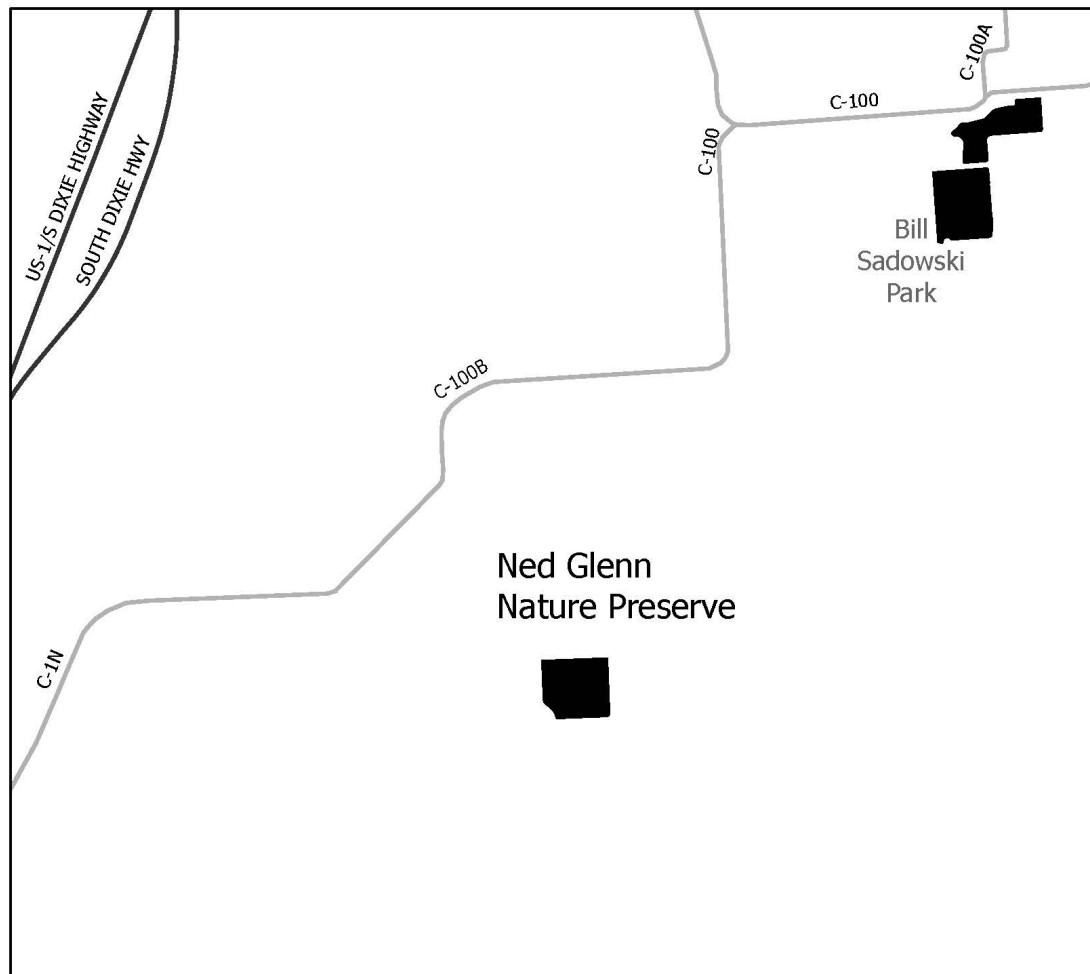 US-1/S DIXIE HIGHWAY
SOUTH DIXIE HWY
C-100A
C-100
C-100
Bill
Sadowski
Park
C-100B
Ned Glenn
Nature Preserve
C-1N